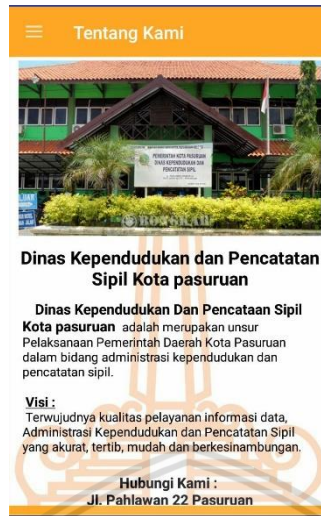 Tentang Kami
PEMERINTAH KOTA PASURUAN
DINAS KEPENDUDUKAN DAN
PENCATATAN SIPIL
Dinas Kependudukan dan Pencatatan
Sipil Kota pasuruan
Dinas Kependudukan Dan Pencataan Sipil
Kota pasuruan adalah merupakan unsur
Pelaksanaan Pemerintah Daerah Kota Pasuruan
dalam bidang administrasi kependudukan dan
pencatatan sipil.
Visi :
Terwujudnya kualitas pelayanan informasi data,
Administrasi Kependudukan dan Pencatatan Sipil
yang akurat, tertib, mudah dan berkesinambungan.
Hubungi Kami :
Jl. Pahlawan 22 Pasuruan